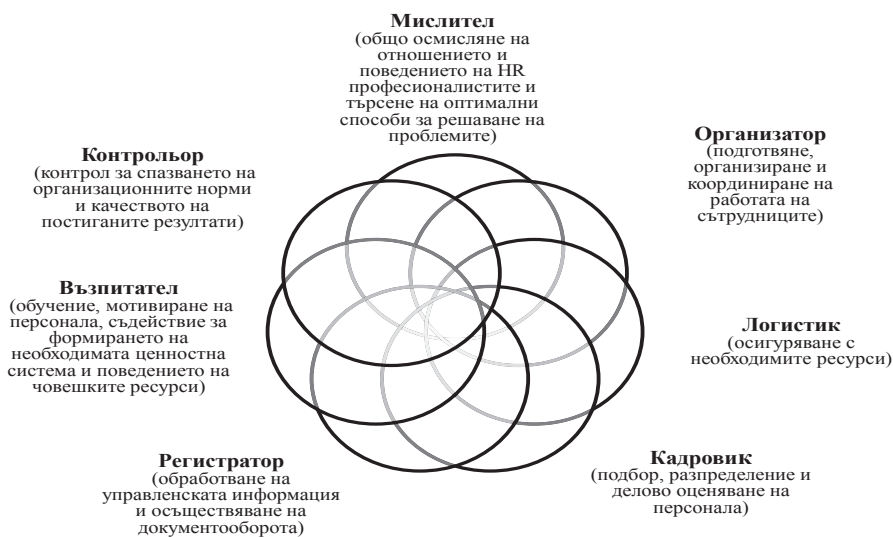 Мислител
(общо осмисляне на
отношението и
поведението на HR
професионалистите и
търсене на оптимални
способи за решаване на
проблемите)
Организатор
(подготвяне,
организиране и
координиране на
работата на
сътрудниците)
Логистик
(осигуряване с
необходимите ресурси)
Кадровик
(подбор, разпределение и
делово оценяване на
персонала)
Регистратор
(обработване на
управленската информация
и осъществяване на
документооборота)
Възпитател
(обучение, мотивиране на
персонала, съдействие за
формирането на
необходимата ценностна
система и поведението на
човешките ресурси)
Контрольор
(контрол за спазването на
организационните норми
и качеството на
постиганите резултати)